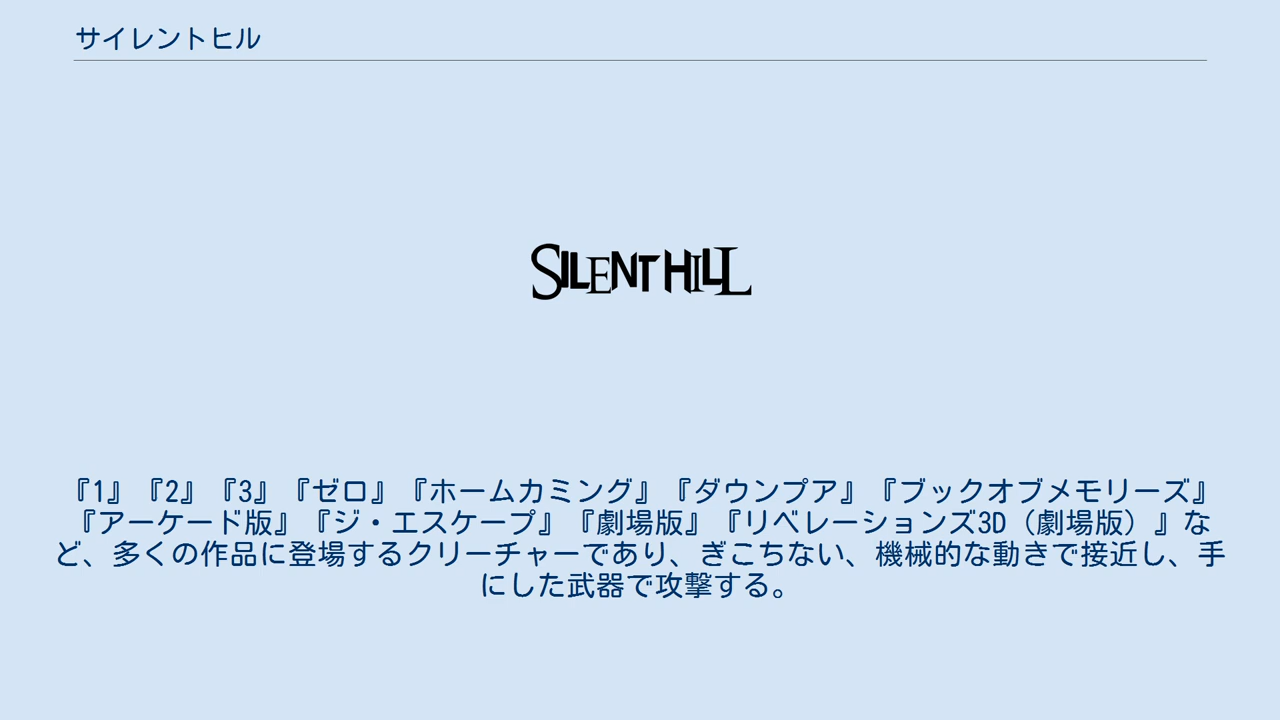 サイレントヒル
SILENT HILL
『1』『2』『3』『ゼロ』『ホームカミング』『ダウンプア』『ブックオブメモリーズ』
『アーケード版』『ジ・エスケープ』『劇場版』『リベレーションズ3D（劇場版）』な
ど、多くの作品に登場するクリーチャーであり、ぎこちない、機械的な動きで接近し、手
にした武器で攻撃する。